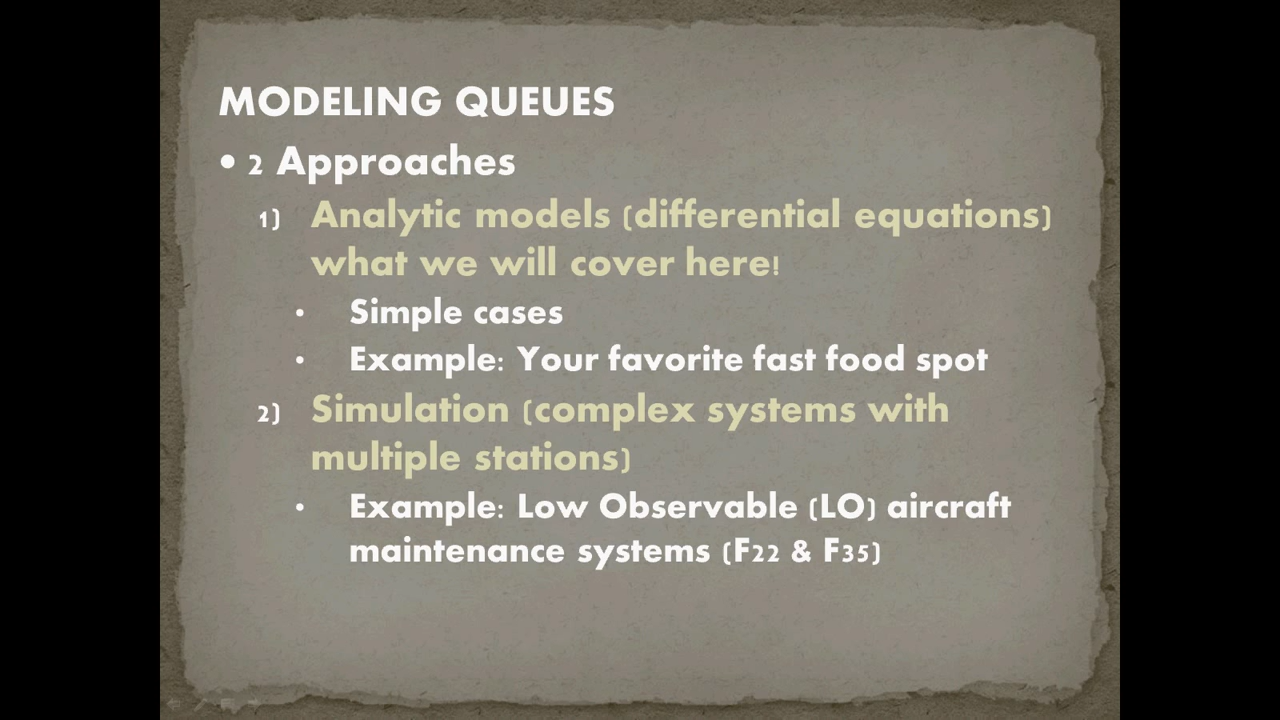 MODELING QUEUES
• 2 Approaches
1) Analytic models (differential equations)
what we will cover here!
• Simple cases
• Example: Your favorite fast food spot
2) Simulation (complex systems with
multiple stations)
• Example: Low Observable (LO) aircraft
maintenance systems (F22 & F35)